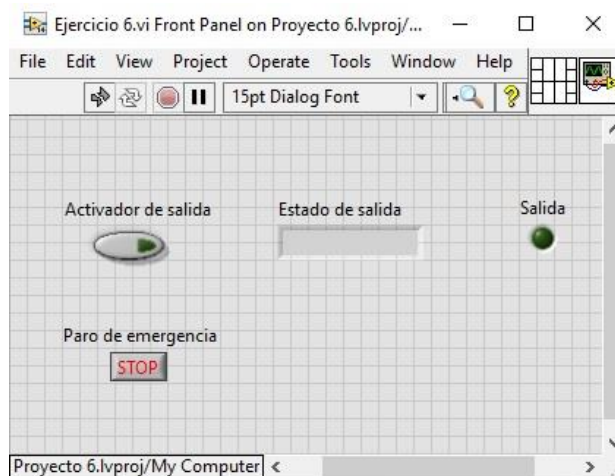 Ejercicio 6.vi Front Panel on Proyecto 6.lvproj/...
File Edit View Project Operate Tools Window Help
15pt Dialog Font
Activador de salida Estado de salida Salida
Paro de emergencia
STOP
Proyecto 6.lvproj/My Computer